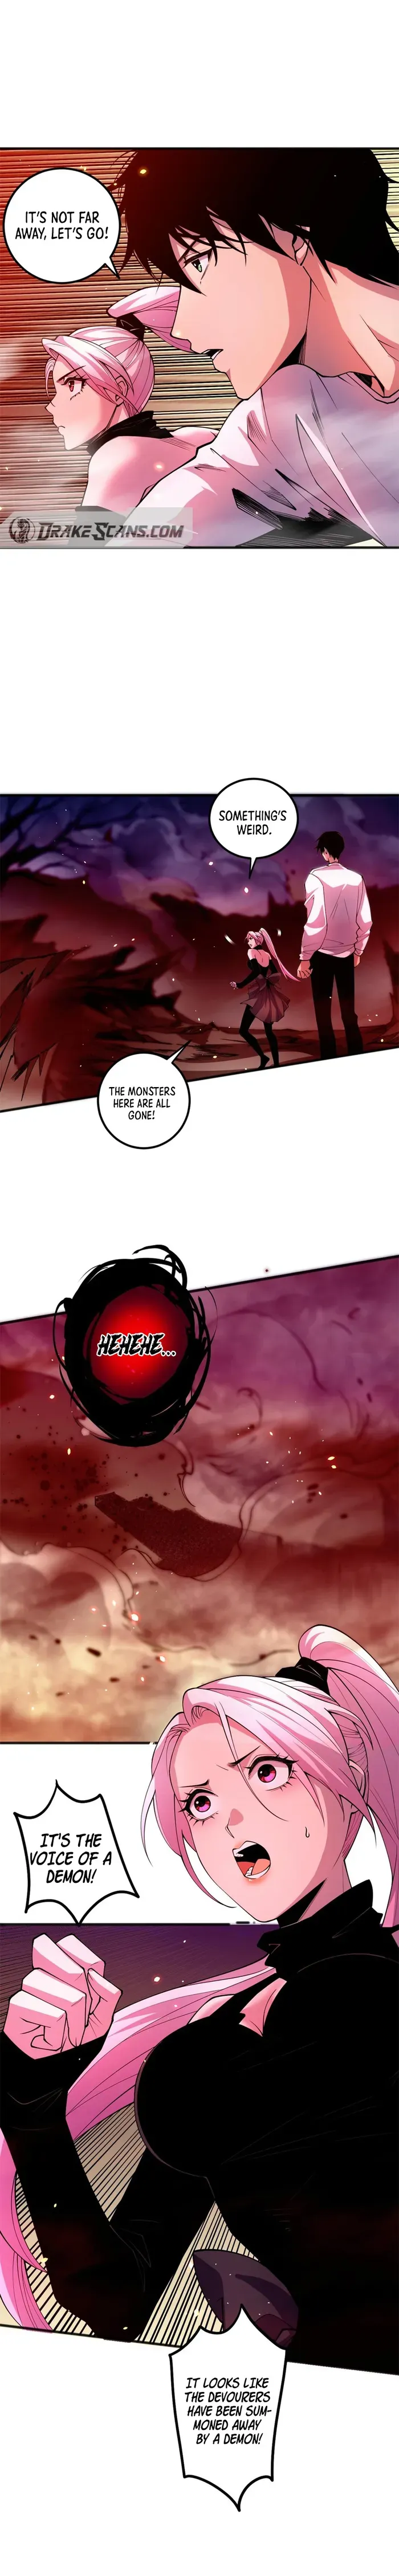 IT'S NOT FAR
AWAY, LET'S GO!
DRAKESCANS.COM
SOMETHING'S
WEIRD.
THE MONSTERS
HERE ARE ALL
GONE!
HEHEHE...
IT'S THE
VOICE OF A
DEMON!
IT LOOKS LIKE
THE DEVOURERS
HAVE BEEN SUM-
MONED AWAY
BY A DEMON!